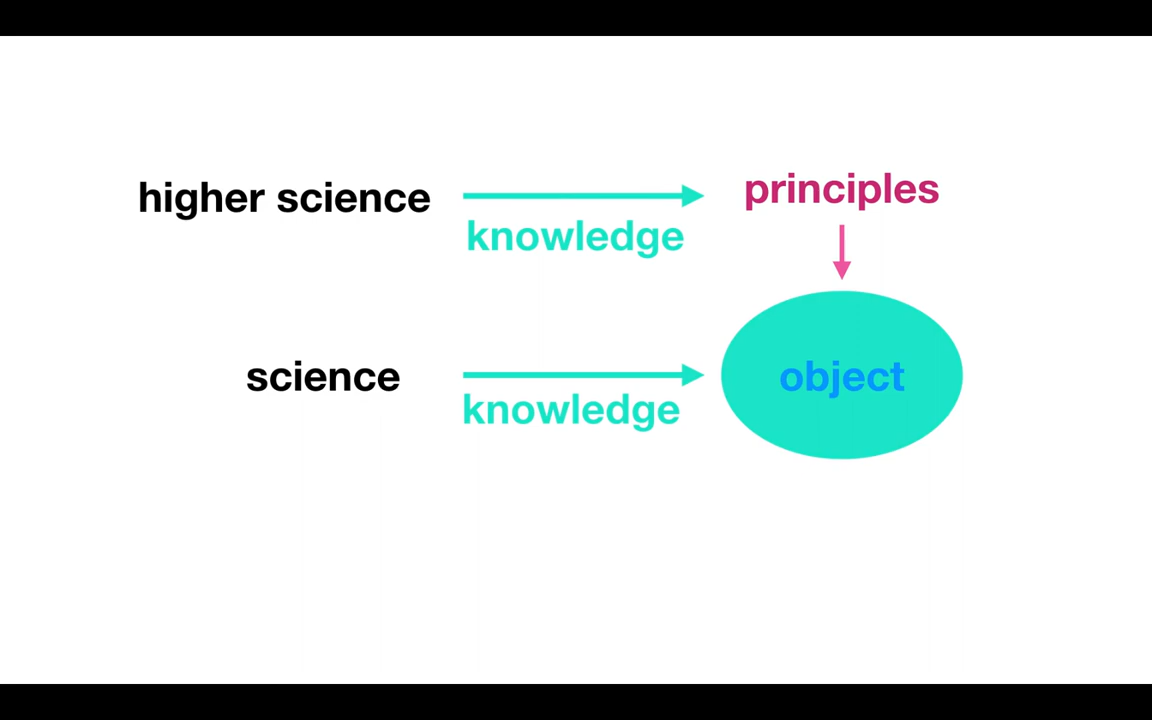 higher science
knowledge
principles
science
knowledge
object